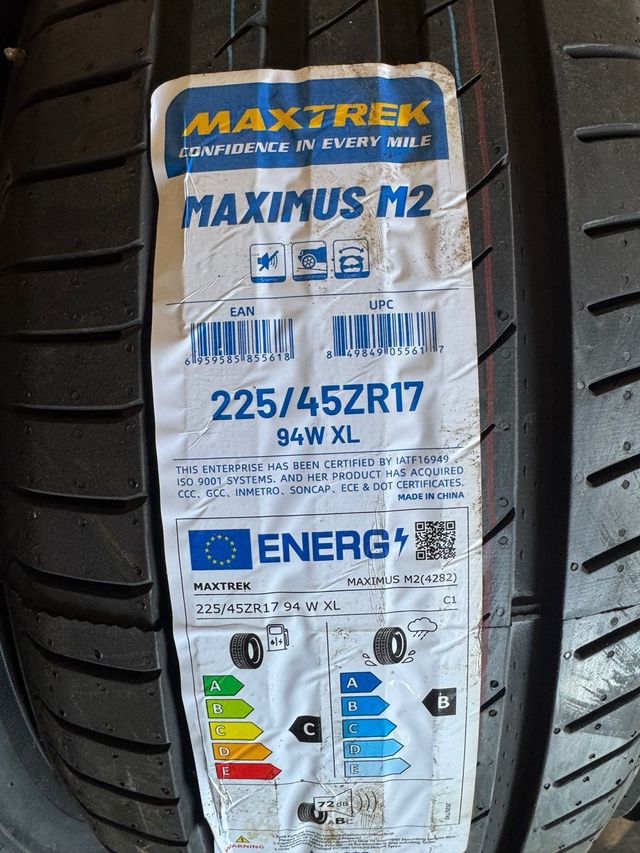 MAXTREK
CONFIDENCE IN EVERY MILE
MAXIMUS M2
EAN UPC
6 959585 855618 8 49849 05561 7
225/45ZR17
94W XL
THIS ENTERPRISE HAS BEEN CERTIFIED BY IATF16949
ISO 9001 SYSTEMS. AND HER PRODUCT HAS ACQUIRED
CCC, GCC, INMETRO, SONCAP, ECE & DOT CERTIFICATES.
MADE IN CHINA
ENERG
MAXTREK MAXIMUS M2(4282)
225/45ZR17 94 W XL C1
A A
B B B
C C C
D D
E E
72 dB
ABC
WARNING